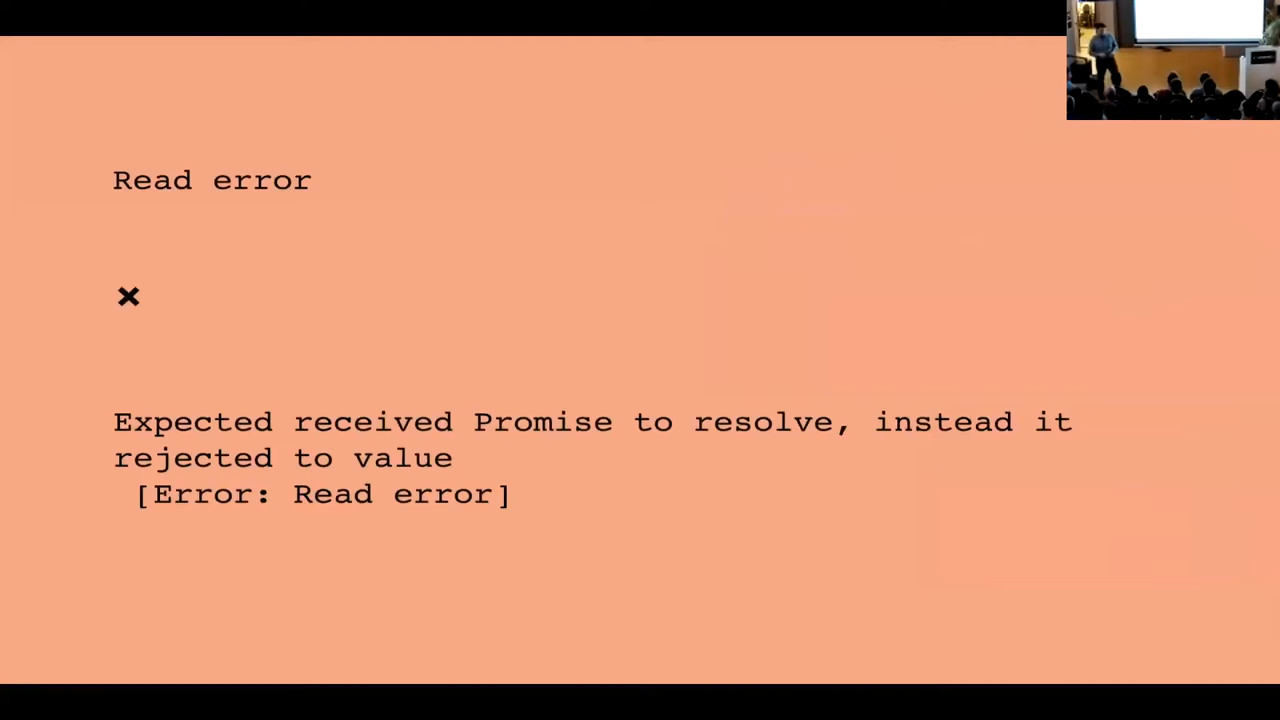 Read error
×
Expected received Promise to resolve, instead it
rejected to value
[Error: Read error]